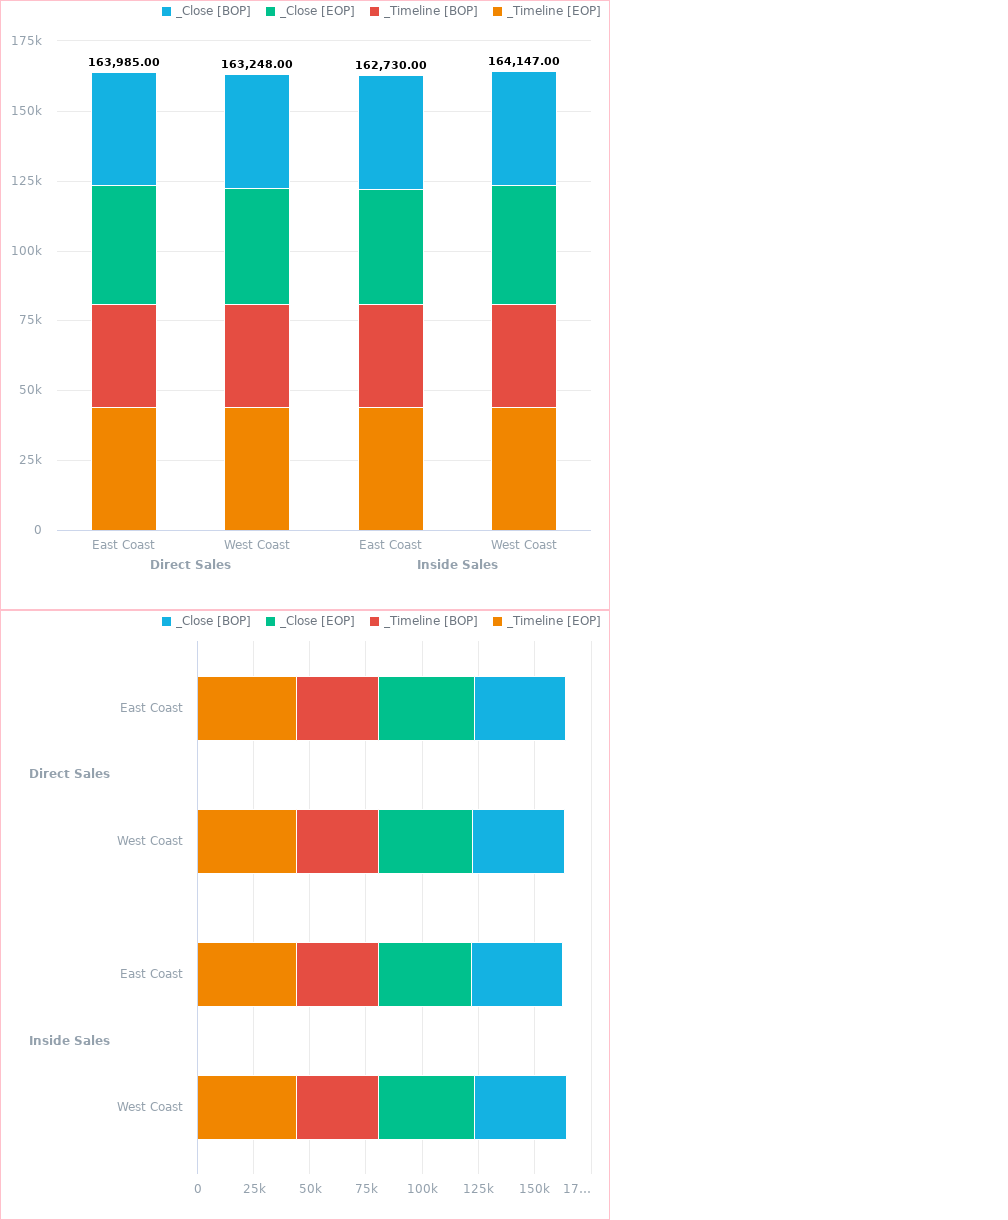 _Close [BOP] _Close [EOP] _Timeline [BOP] _Timeline [EOP]
175k
163,985.00 163,248.00 162,730.00 164,147.00
150k
125k
100k
75k
50k
25k
0
East Coast West Coast East Coast West Coast
Direct Sales Inside Sales
_Close [BOP] _Close [EOP] _Timeline [BOP] _Timeline [EOP]
East Coast
Direct Sales
West Coast
East Coast
Inside Sales
West Coast
0 25k 50k 75k 100k 125k 150k 17...